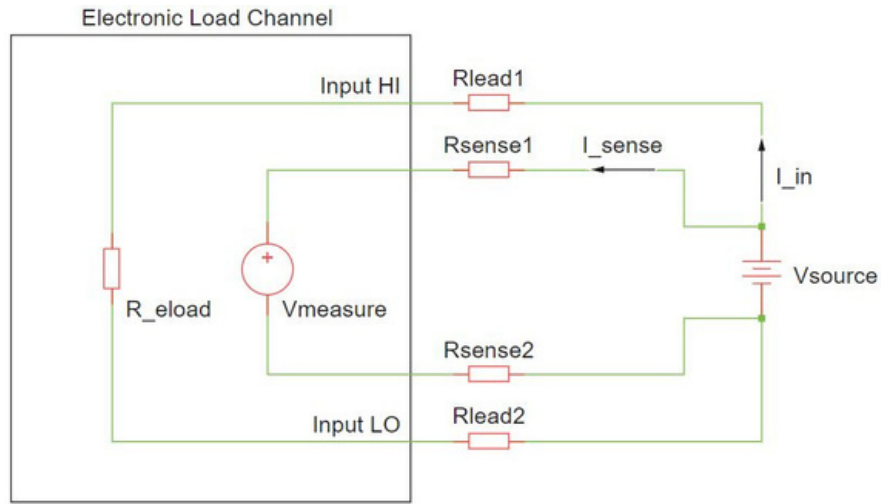 Electronic Load Channel
Input HI
Rlead1
Rsense1
I_sense
I_in
R_eload
Vmeasure
Vsource
Rsense2
Input LO
Rlead2